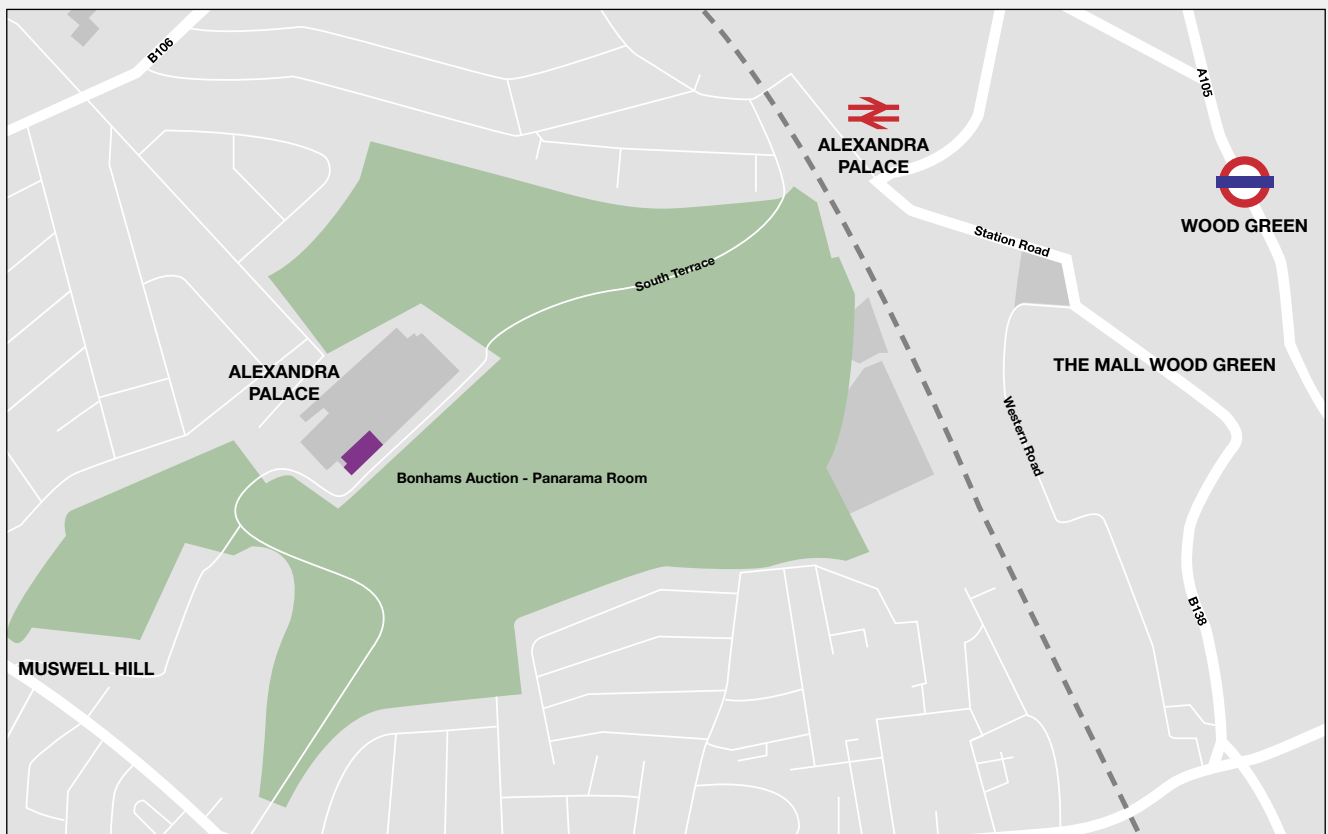 B106
A105
ALEXANDRA
PALACE
WOOD GREEN
Station Road
South Terrace
ALEXANDRA
PALACE
THE MALL WOOD GREEN
Western Road
Bonhams Auction - Panarama Room
B138
MUSWELL HILL